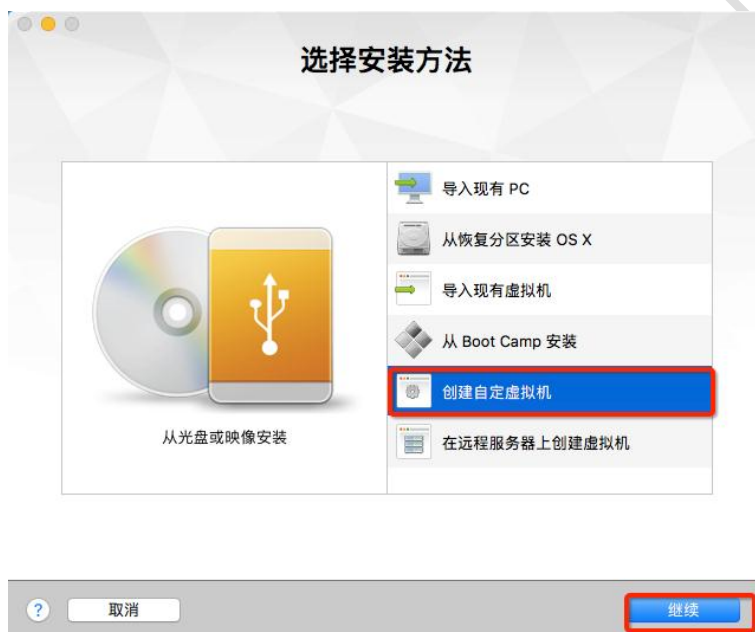 选择安装方法
从光盘或映像安装
导入现有 PC
从恢复分区安装 OS X
导入现有虚拟机
从 Boot Camp 安装
创建自定虚拟机
在远程服务器上创建虚拟机
?
取消
继续